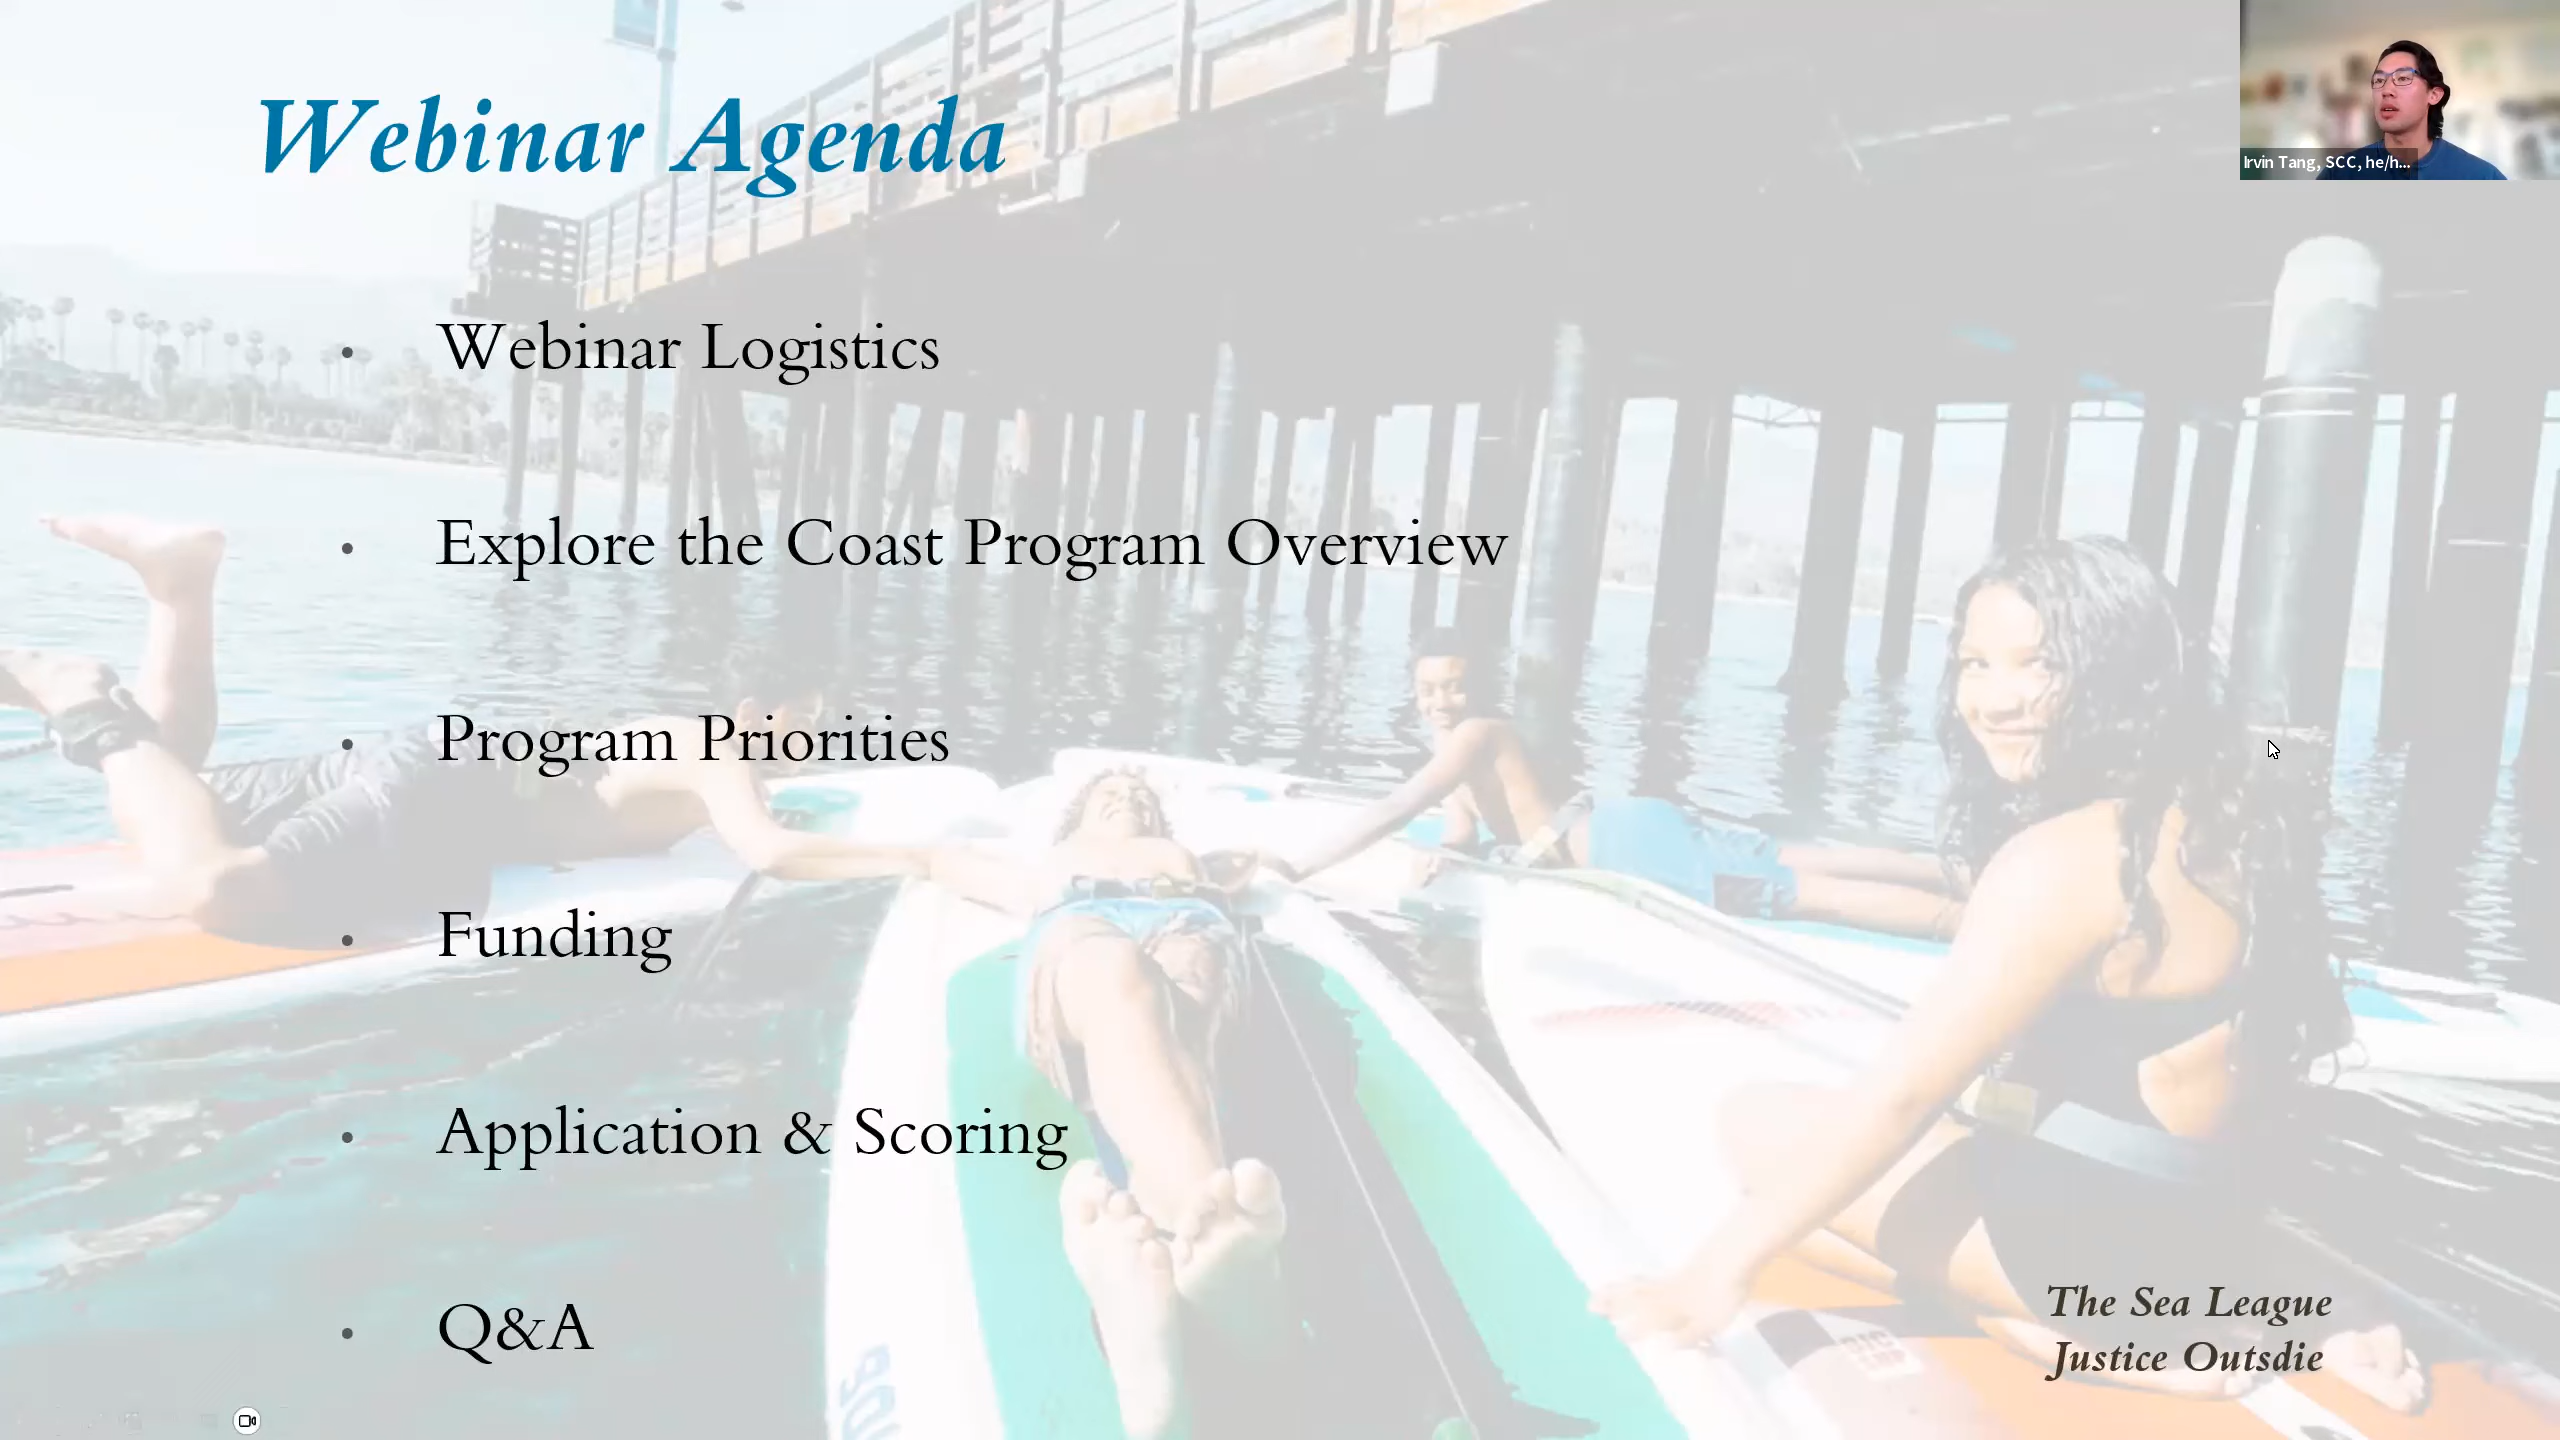 Webinar Agenda
Irvin Tang, SCC, he/h...
• Webinar Logistics
• Explore the Coast Program Overview
• Program Priorities
• Funding
• Application & Scoring
• Q&A
The Sea League
Justice Outsdie